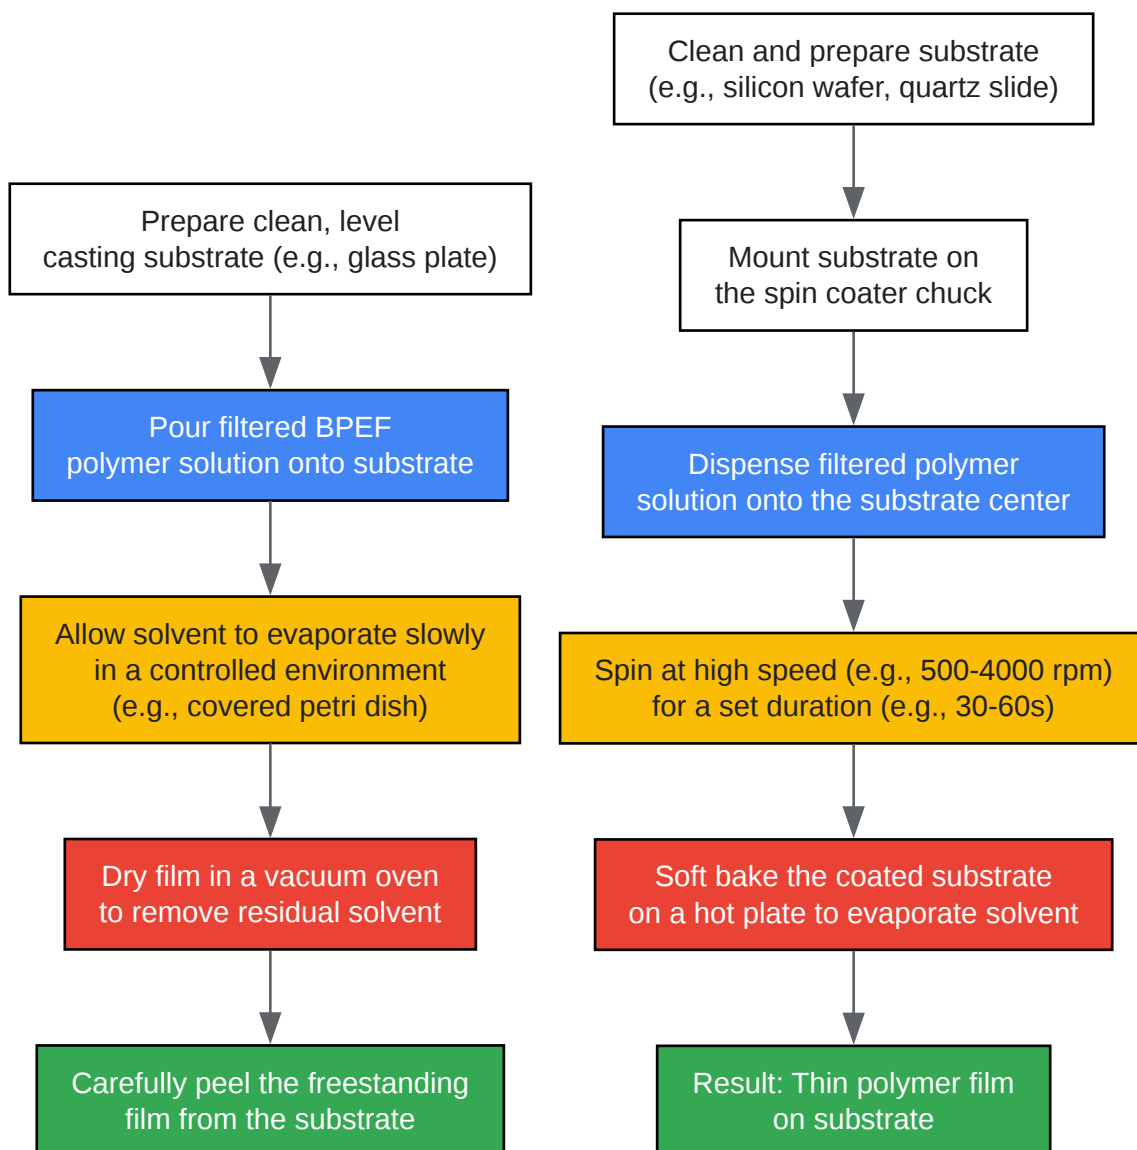 Prepare clean, level
casting substrate (e.g., glass plate)
Pour filtered BPEF
polymer solution onto substrate
Allow solvent to evaporate slowly
in a controlled environment
(e.g., covered petri dish)
Dry film in a vacuum oven
to remove residual solvent
Carefully peel the freestanding
film from the substrate
Clean and prepare substrate
(e.g., silicon wafer, quartz slide)
Mount substrate on
the spin coater chuck
Dispense filtered polymer
solution onto the substrate center
Spin at high speed (e.g., 500-4000 rpm)
for a set duration (e.g., 30-60s)
Soft bake the coated substrate
on a hot plate to evaporate solvent
Result: Thin polymer film
on substrate